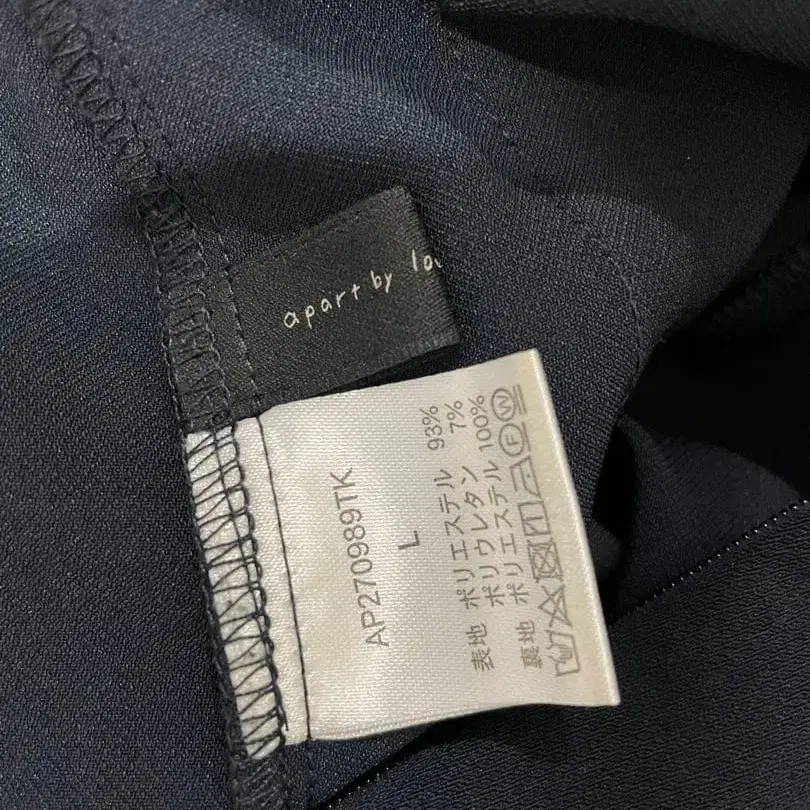 apart by lo
AP270989TK
L
表地 ポリエステル 93%
ポリウレタン 7%
裏地 ポリエステル 100%
F W